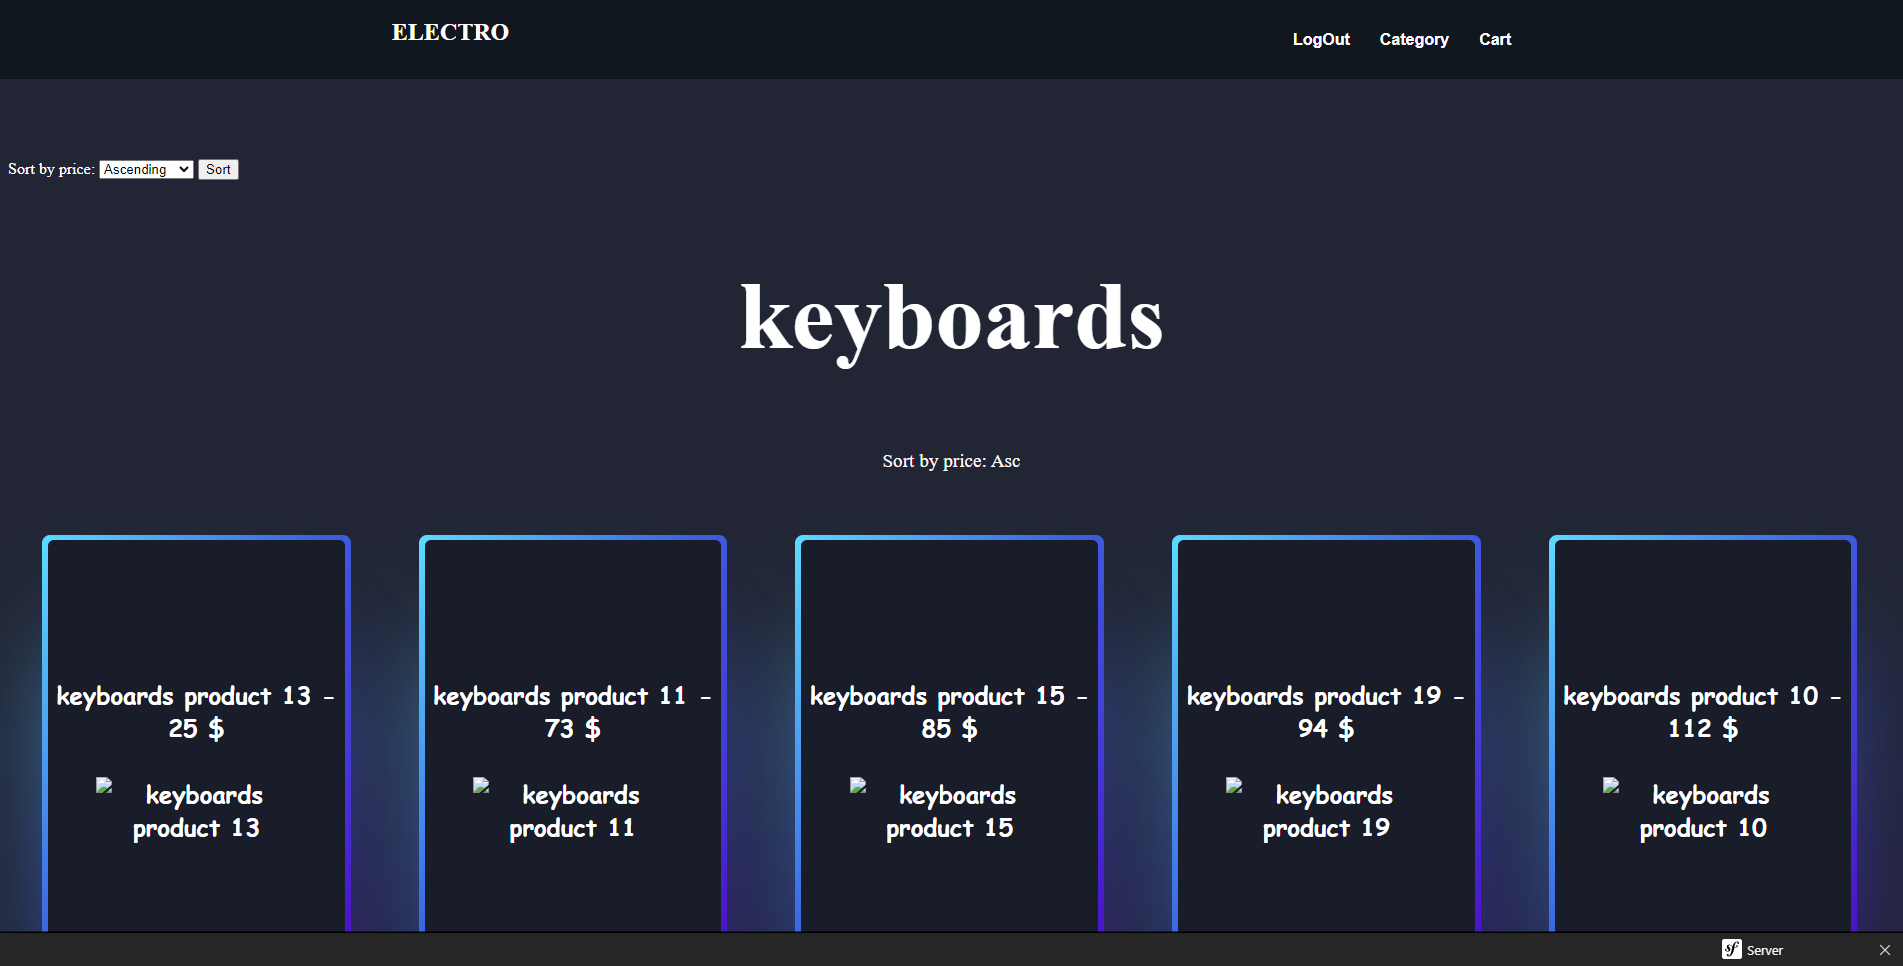 ELECTRO
LogOut Category Cart
Sort by price: Ascending Sort
keyboards
Sort by price: Asc
keyboards product 13 -
25 $
keyboards
product 13
keyboards product 11 -
73 $
keyboards
product 11
keyboards product 15 -
85 $
keyboards
product 15
keyboards product 19 -
94 $
keyboards
product 19
keyboards product 10 -
112 $
keyboards
product 10
sf Server